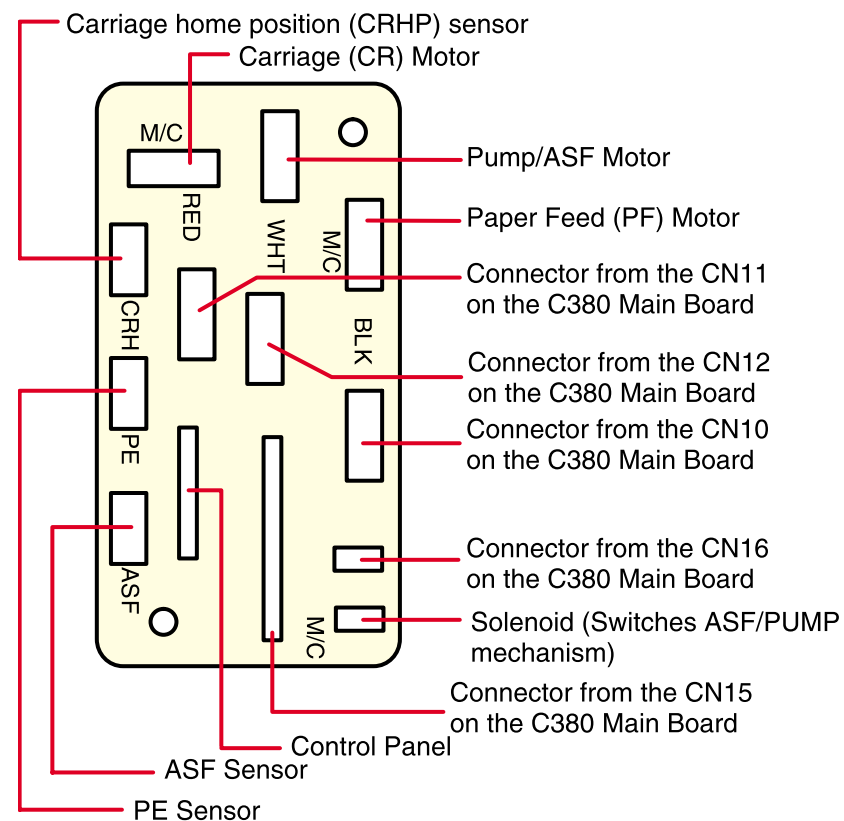 Carriage home position (CRHP) sensor
Carriage (CR) Motor
M/C
RED
WHT
M/C
Pump/ASF Motor
Paper Feed (PF) Motor
Connector from the CN11
on the C380 Main Board
CRH
BLK
Connector from the CN12
on the C380 Main Board
Connector from the CN10
on the C380 Main Board
PE
ASF
Connector from the CN16
on the C380 Main Board
M/C
Solenoid (Switches ASF/PUMP
mechanism)
Connector from the CN15
on the C380 Main Board
Control Panel
ASF Sensor
PE Sensor